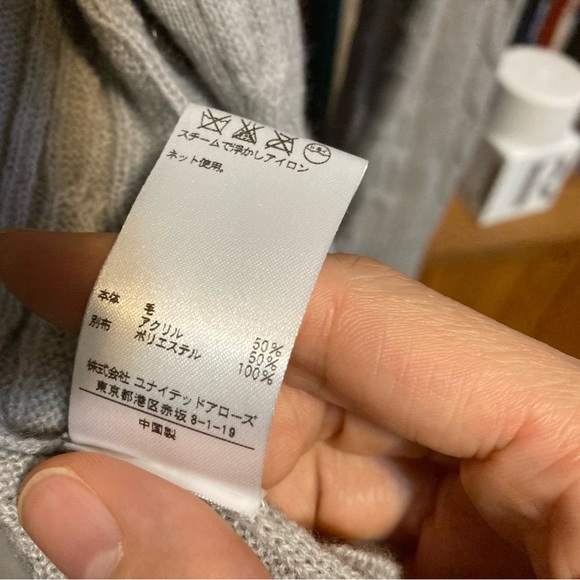 スチームで浮かしアイロン
ネット使用。
本体 毛 50%
アクリル 50%
別布 ポリエステル 100%
株式会社 ユナイテッドアローズ
東京都港区赤坂 8-1-19
中国製